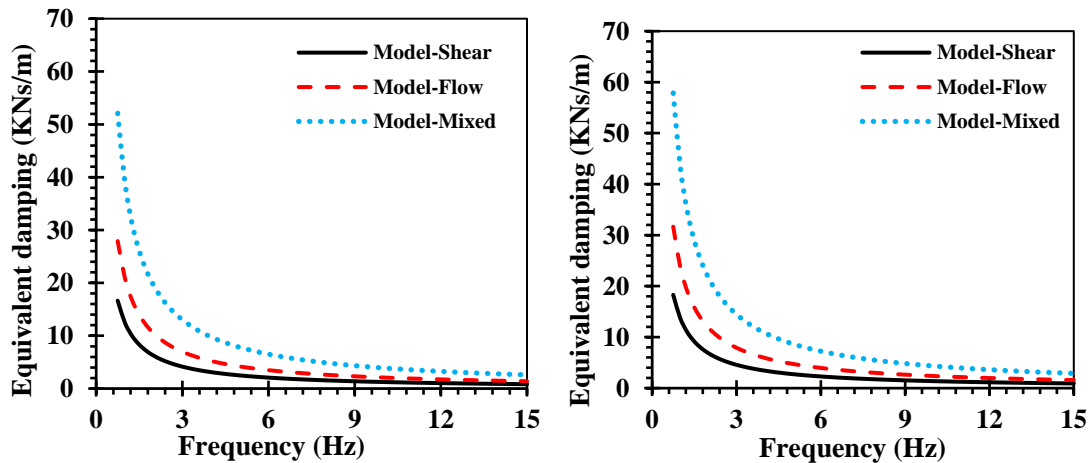 Equivalent damping (KNs/m)
70
60
50
40
30
20
10
0
Model-Shear
Model-Flow
Model-Mixed
0 3 6 9 12 15
Frequency (Hz)
Equivalent damping (KNs/m)
70
60
50
40
30
20
10
0
Model-Shear
Model-Flow
Model-Mixed
0 3 6 9 12 15
Frequency (Hz)